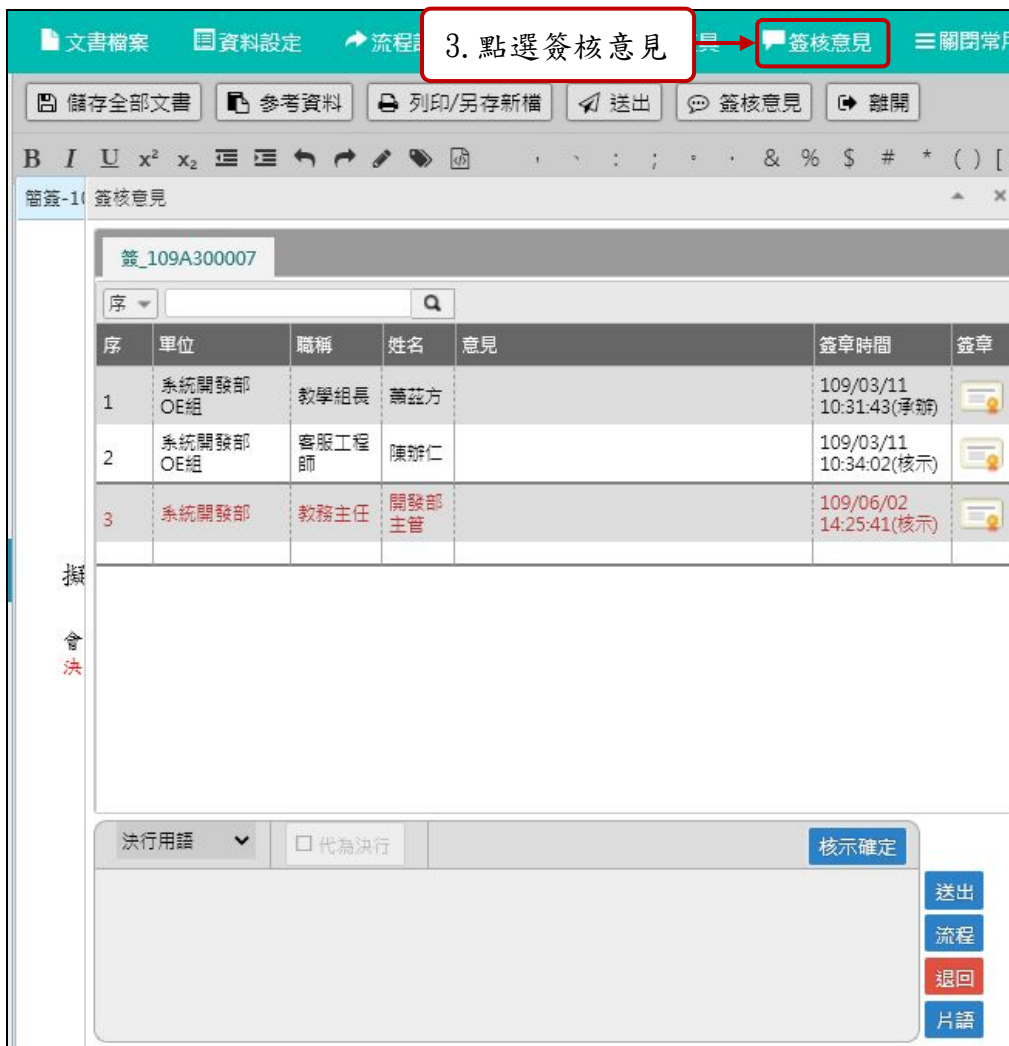 文書檔案 資料設定 流程 3.點選簽核意見 具 簽核意見 關閉常用
儲存全部文書 參考資料 列印/另存新檔 送出 簽核意見 離開
B I U x² x₂ , 、 : ; 。 · & % $ # * ( ) [
簡簽-10 簽核意見
簽_109A300007
序
序 單位 職稱 姓名 意見 簽章時間 簽章
1 系統開發部 OE組 教學組長 蕭茲方 109/03/11 10:31:43(承辦)
2 系統開發部 OE組 客服工程師 陳辦仁 109/03/11 10:34:02(核示)
3 系統開發部 教務主任 開發部主管 109/06/02 14:25:41(核示)
擬
會
決
決行用語 代為決行 核示確定
送出
流程
退回
片語